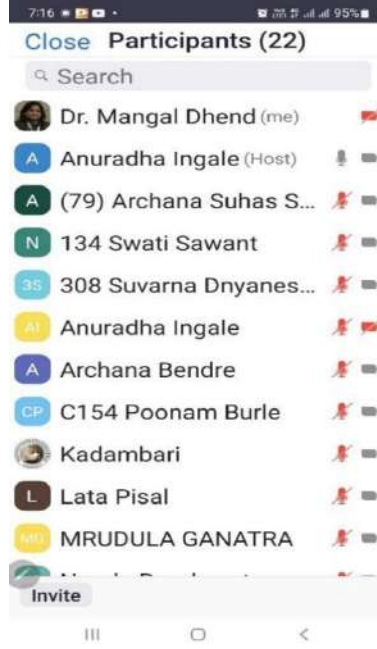 7:16
95%
Close Participants (22)
Search
Dr. Mangal Dhend (me)
A Anuradha Ingale (Host)
A (79) Archana Suhas S...
N 134 Swati Sawant
3S 308 Suvarna Dnyanes...
AI Anuradha Ingale
A Archana Bendre
CP C154 Poonam Burle
Kadambari
L Lata Pisal
MG MRUDULA GANATRA
Invite